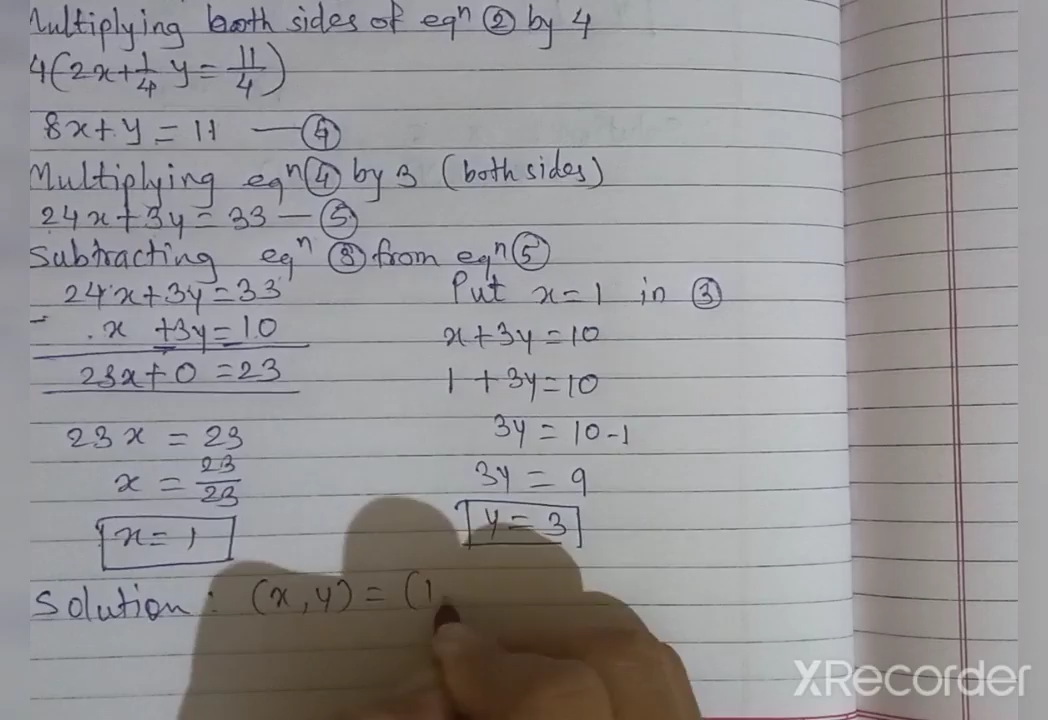 Multiplying both sides of eqⁿ ② by 4
4(2x+1/4 y = 11/4)
8x+y = 11 — ④
Multiplying eqⁿ ④ by 3 (both sides)
24x+3y = 33 — ⑤
Subtracting eqⁿ ③ from eqⁿ ⑤
24x+3y=33
- x +3y=10
23x+0 =23
23x = 23
x = 23/23
x=1
Put x=1 in ③
x+3y=10
1+3y=10
3y = 10-1
3y = 9
y = 3
Solution: (x,y) = (1
XRecorder